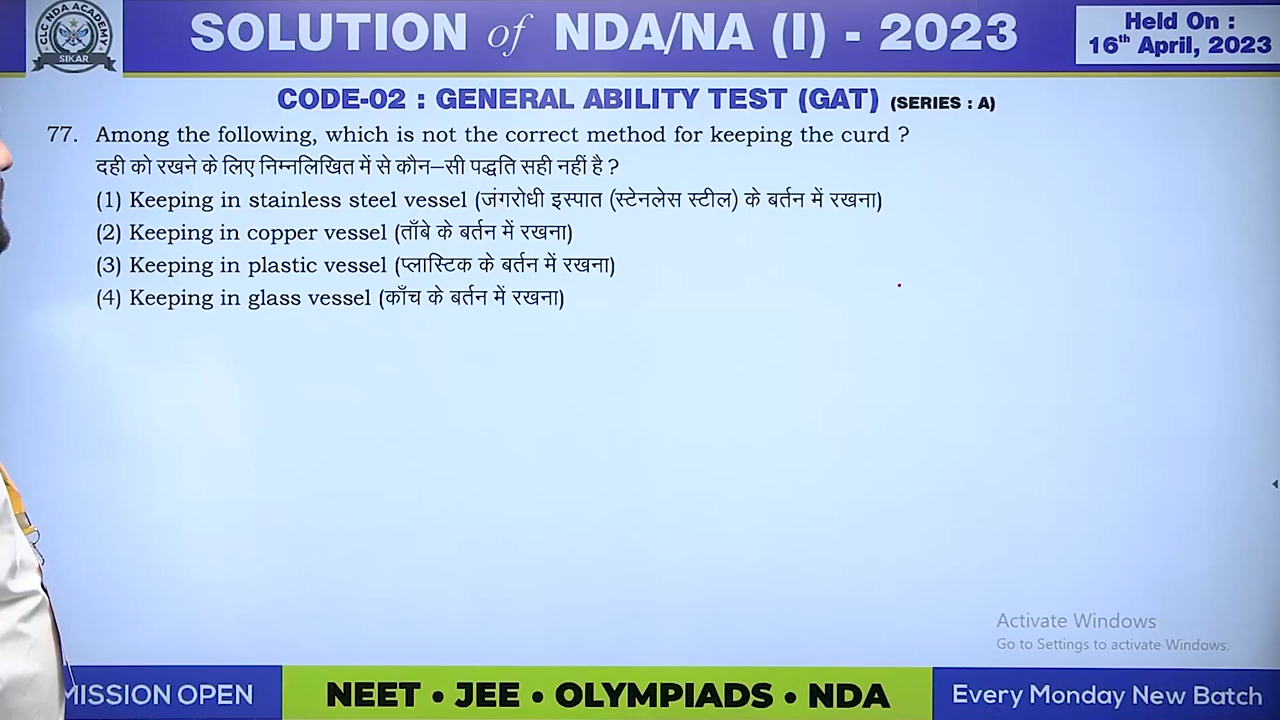 CLC NDA ACADEMY
SIKAR
SOLUTION of NDA/NA (I) - 2023
Held On :
16th April, 2023
CODE-02 : GENERAL ABILITY TEST (GAT) (SERIES : A)
77. Among the following, which is not the correct method for keeping the curd ?
दही को रखने के लिए निम्नलिखित में से कौन–सी पद्धति सही नहीं है ?
(1) Keeping in stainless steel vessel (जंगरोधी इस्पात (स्टेनलेस स्टील) के बर्तन में रखना)
(2) Keeping in copper vessel (ताँबे के बर्तन में रखना)
(3) Keeping in plastic vessel (प्लास्टिक के बर्तन में रखना)
(4) Keeping in glass vessel (काँच के बर्तन में रखना)
Activate Windows
Go to Settings to activate Windows.
MISSION OPEN
NEET • JEE • OLYMPIADS • NDA
Every Monday New Batch